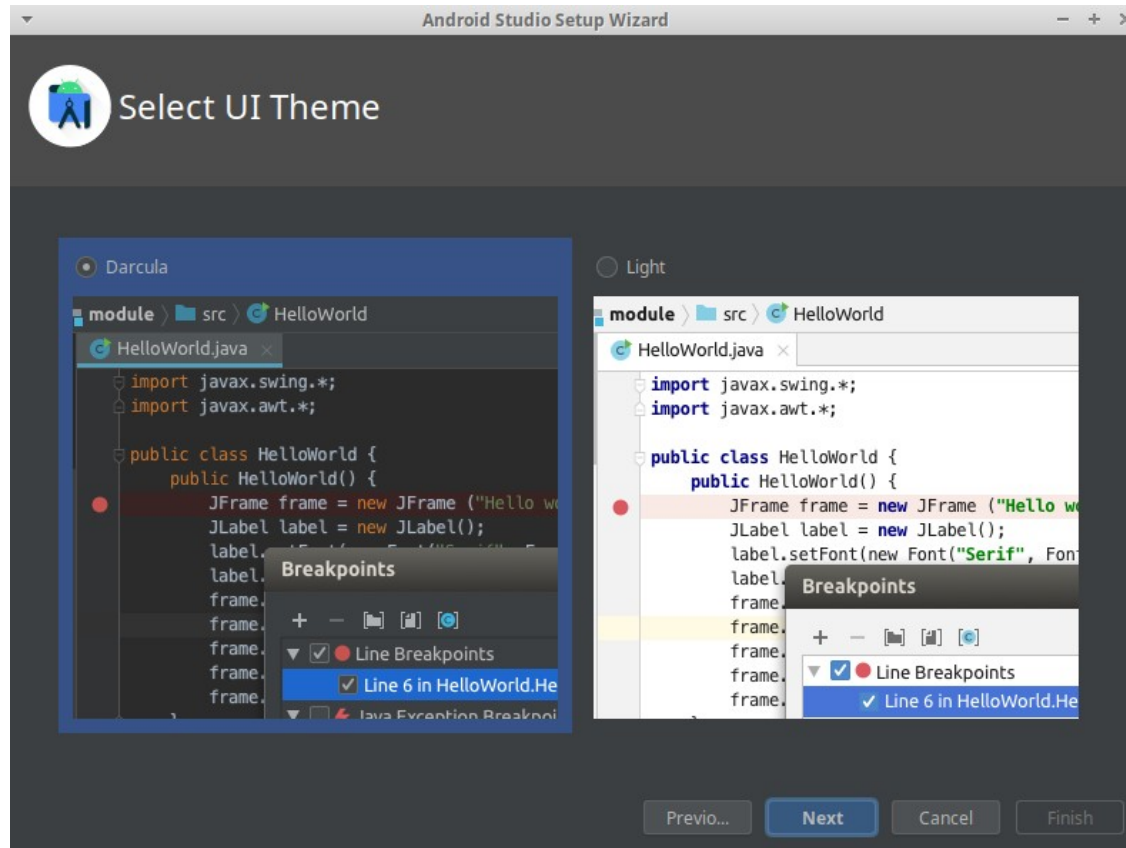 Android Studio Setup Wizard
Select UI Theme
Darcula
module src HelloWorld
HelloWorld.java
import javax.swing.*;
import javax.awt.*;
public class HelloWorld {
public HelloWorld() {
JFrame frame = new JFrame ("Hello wo
JLabel label = new JLabel();
label.
label.
frame.
frame.
frame.
frame.
frame.
Breakpoints
Line Breakpoints
Line 6 in HelloWorld.He
Java Exception Breakpoi
Light
module src HelloWorld
HelloWorld.java
import javax.swing.*;
import javax.awt.*;
public class HelloWorld {
public HelloWorld() {
JFrame frame = new JFrame ("Hello wo
JLabel label = new JLabel();
label.setFont(new Font("Serif", Fon
label.
frame.
frame.
frame.
frame.
frame.
Breakpoints
Line Breakpoints
Line 6 in HelloWorld.He
Previo...
Next
Cancel
Finish